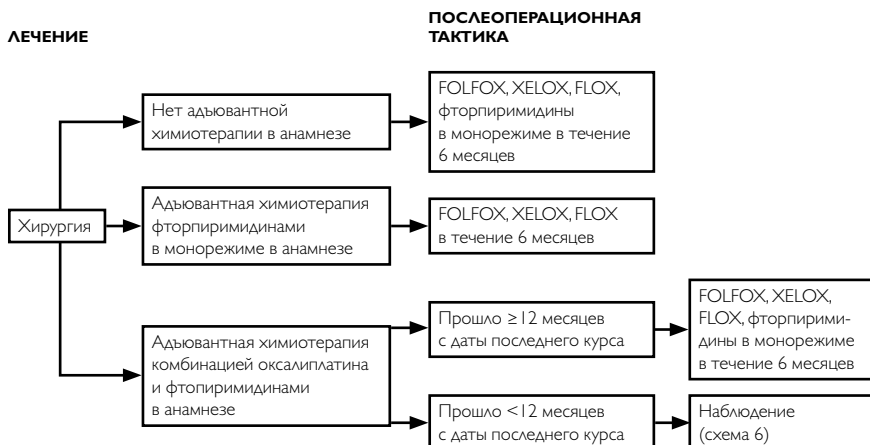 ЛЕЧЕНИЕ
ПОСЛЕОПЕРАЦИОННАЯ
ТАКТИКА
Хирургия
Нет адъювантной
химиотерапии в анамнезе
FOLFOX, XELOX, FLOX,
фторпиримидины
в монорежиме в течение
6 месяцев
Адъювантная химиотерапия
фторпиримидинами
в монорежиме в анамнезе
FOLFOX, XELOX, FLOX
в течение 6 месяцев
Адъювантная химиотерапия
комбинацией оксалиплатина
и фтопиримидинами
в анамнезе
Прошло ≥12 месяцев
с даты последнего курса
FOLFOX, XELOX,
FLOX, фторпирими-
дины в монорежиме
в течение 6 месяцев
Прошло <12 месяцев
с даты последнего курса
Наблюдение
(схема 6)